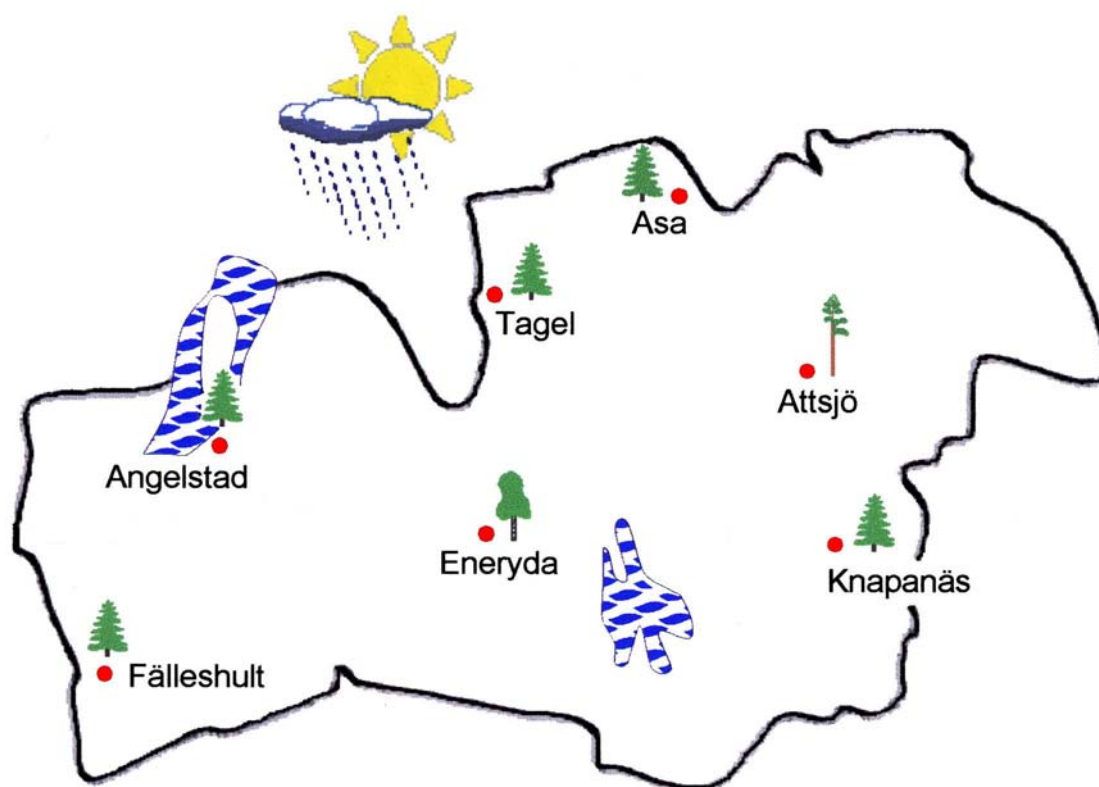 Asa
Tagel
Attsjö
Angelstad
Eneryda
Knapanäs
Fälleshult